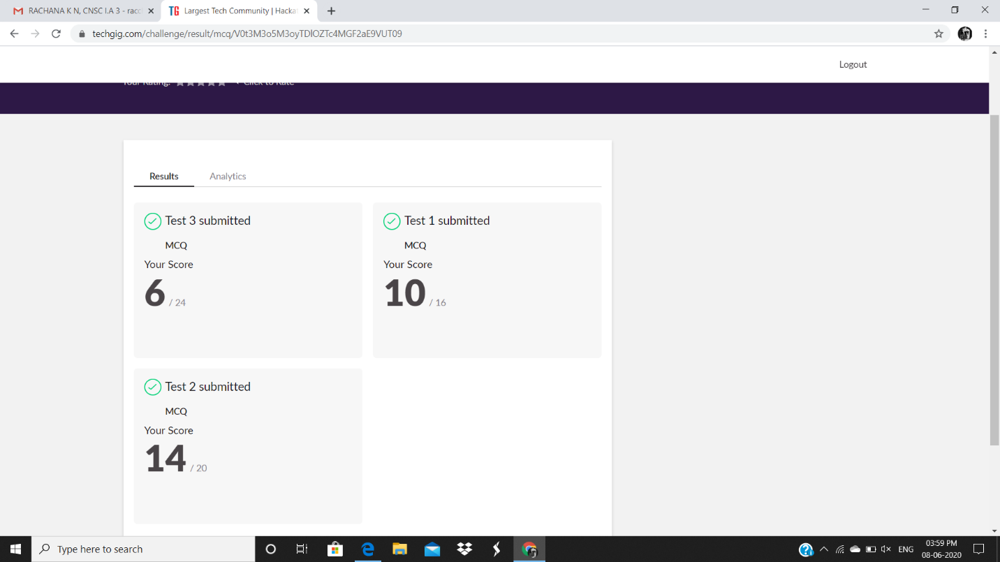 RACHANA K N, CNSC I.A 3 - rac
Largest Tech Community | Hacka
techgig.com/challenge/result/mcq/V0t3M3o5M3oyTDlOZTc4MGF2aE9VUT09
Logout
Your Rating: Click to Rate
Results Analytics
Test 3 submitted
MCQ
Your Score
6 / 24
Test 1 submitted
MCQ
Your Score
10 / 16
Test 2 submitted
MCQ
Your Score
14 / 20
Type here to search
ENG
03:59 PM
08-06-2020